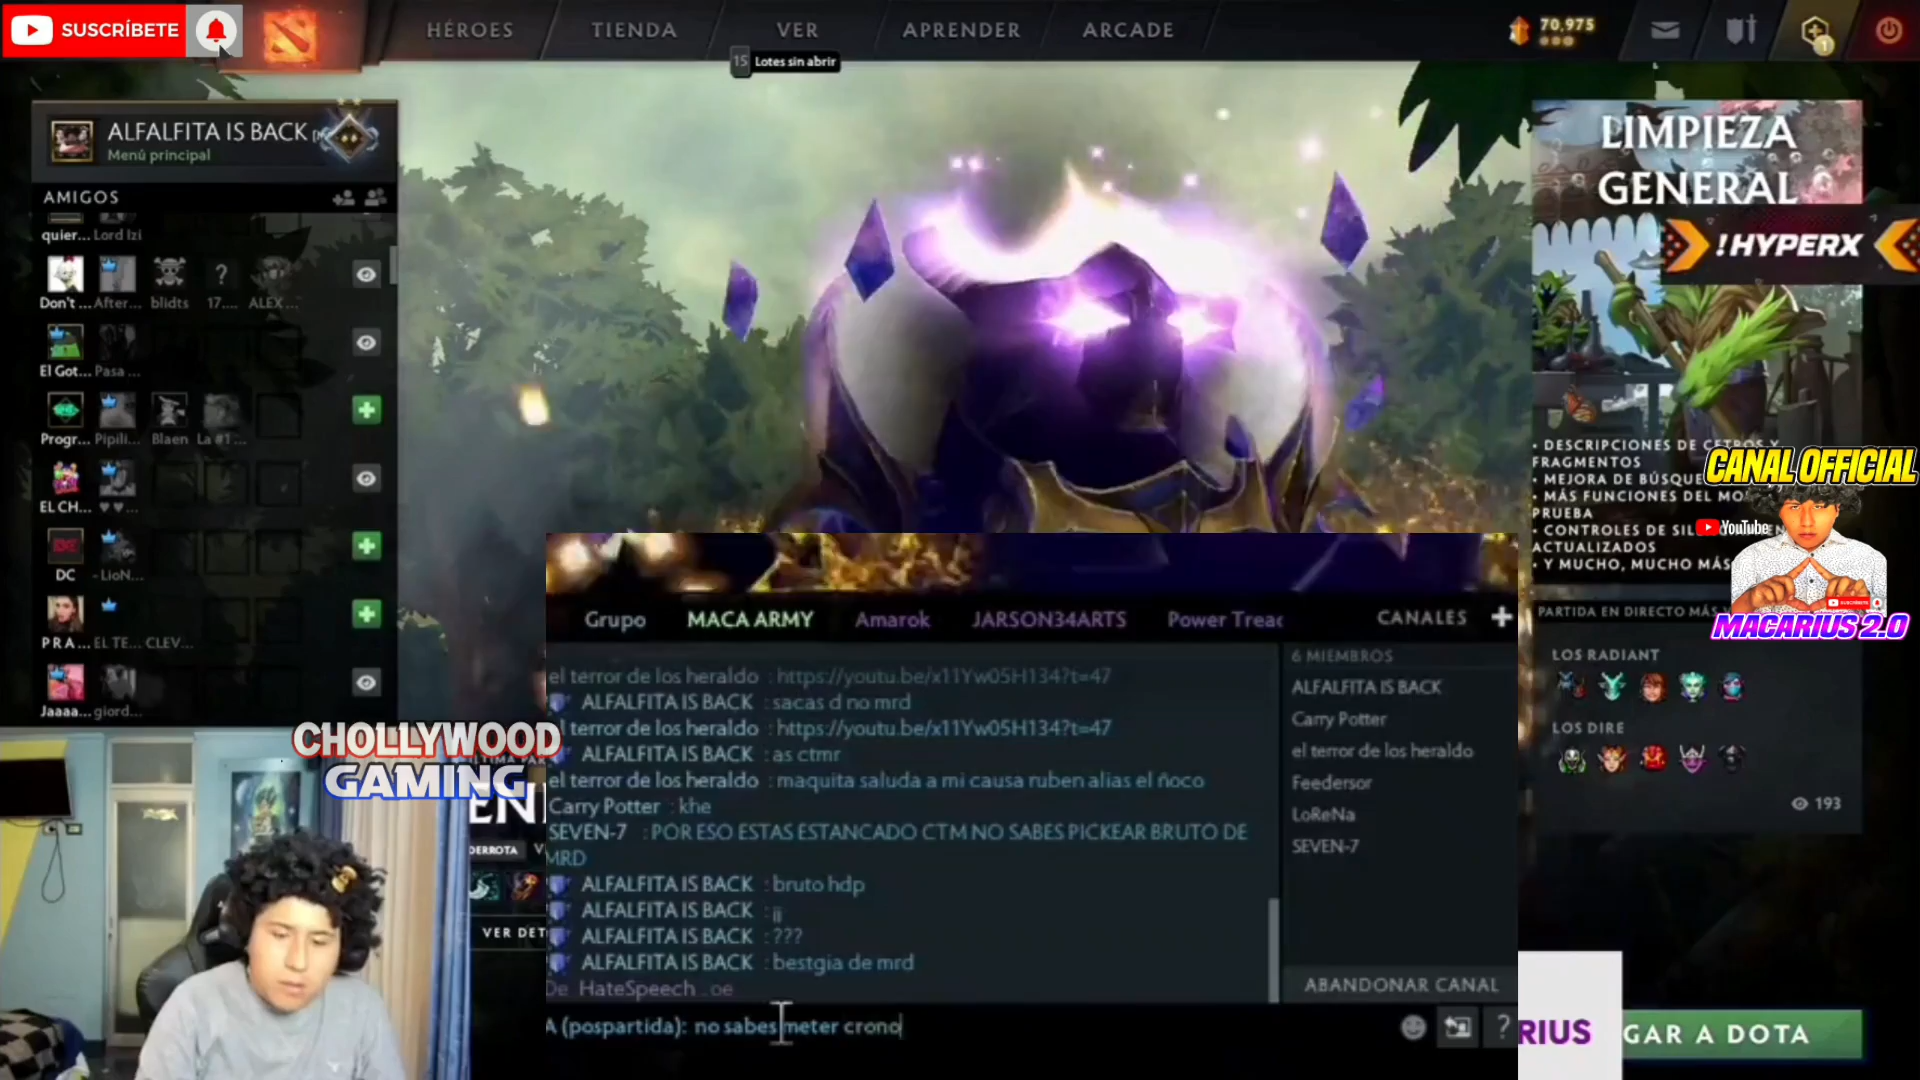 SUSCRÍBETE
HÉROES
TIENDA
VER
APRENDER
ARCADE
70,975
15 Lotes sin abrir
1
ALFALFITA IS BACK
Menú principal
AMIGOS
quier... Lord Izi
Don't ... After... blidts 17.... ALEX ...
El Got... Pasa ...
Progr... Pipili... Blaen La #1 ...
EL CH... ♥♥...
DC - LioN...
P R A ... EL TE... CLEV...
Jaaaa... giord...
LIMPIEZA
GENERAL
!HYPERX
• DESCRIPCIONES DE CETROS Y
FRAGMENTOS
• MEJORA DE BÚSQUE
• MÁS FUNCIONES DEL MO
PRUEBA
• CONTROLES DE SIL
ACTUALIZADOS
• Y MUCHO, MUCHO MÁS
CANAL OFFICIAL
YouTube
MACARIUS 2.0
PARTIDA EN DIRECTO MÁS V
LOS RADIANT
LOS DIRE
193
CHOLLYWOOD
GAMING
EN
DERROTA
VER DET
Grupo
MACA ARMY
Amarok
JARSON34ARTS
Power Treac
CANALES
el terror de los heraldo : https://youtu.be/x11Yw05H134?t=47
ALFALFITA IS BACK : sacas d no mrd
el terror de los heraldo : https://youtu.be/x11Yw05H134?t=47
ALFALFITA IS BACK : as ctmr
el terror de los heraldo : maquita saluda a mi causa ruben alias el ñoco
Carry Potter : khe
SEVEN-7 : POR ESO ESTAS ESTANCADO CTM NO SABES PICKEAR BRUTO DE
MRD
ALFALFITA IS BACK : bruto hdp
ALFALFITA IS BACK : jj
ALFALFITA IS BACK : ???
ALFALFITA IS BACK : bestgia de mrd
De HateSpeech : oe
A (pospartida): no sabes meter crono
6 MIEMBROS
ALFALFITA IS BACK
Carry Potter
el terror de los heraldo
Feedersor
LoReNa
SEVEN-7
ABANDONAR CANAL
?
RIUS
GAR A DOTA